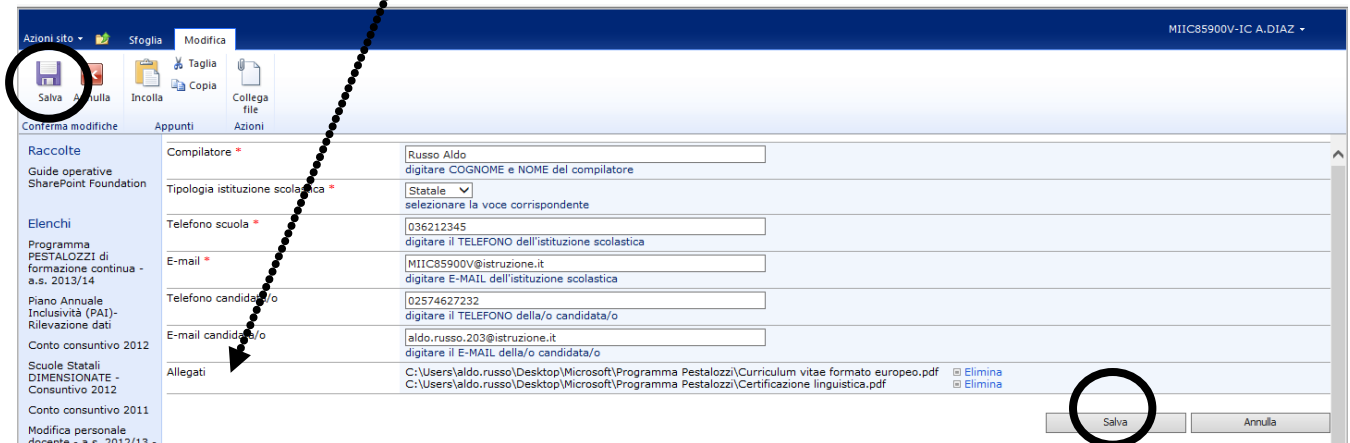 MIIC85900V-IC A.DIAZ
Azioni sito
Sfoglia
Modifica
Salva
Annulla
Incolla
Taglia
Copia
Collega file
Conferma modifiche
Appunti
Azioni
Raccolte
Guide operative
SharePoint Foundation
Elenchi
Programma
PESTALOZZI di
formazione continua -
a.s. 2013/14
Piano Annuale
Inclusività (PAI)-
Rilevazione dati
Conto consuntivo 2012
Scuole Statali
DIMENSIONATE -
Consuntivo 2012
Conto consuntivo 2011
Modifica personale
docente - a.s. 2012/13 -
Compilatore *
Russo Aldo
digitare COGNOME e NOME del compilatore
Tipologia istituzione scolastica *
Statale
selezionare la voce corrispondente
Telefono scuola *
036212345
digitare il TELEFONO dell'istituzione scolastica
E-mail *
MIIC85900V@istruzione.it
digitare E-MAIL dell'istituzione scolastica
Telefono candidata/o
02574627232
digitare il TELEFONO della/o candidata/o
E-mail candidata/o
aldo.russo.203@istruzione.it
digitare il E-MAIL della/o candidata/o
Allegati
C:\Users\aldo.russo\Desktop\Microsoft\Programma Pestalozzi\Curriculum vitae formato europeo.pdf Elimina
C:\Users\aldo.russo\Desktop\Microsoft\Programma Pestalozzi\Certificazione linguistica.pdf Elimina
Salva
Annulla